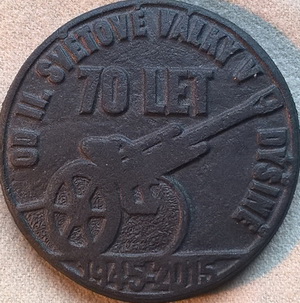 OD II. SVĚTOVÉ VÁLKY V DÝŠINĚ
70 LET
1945-2015